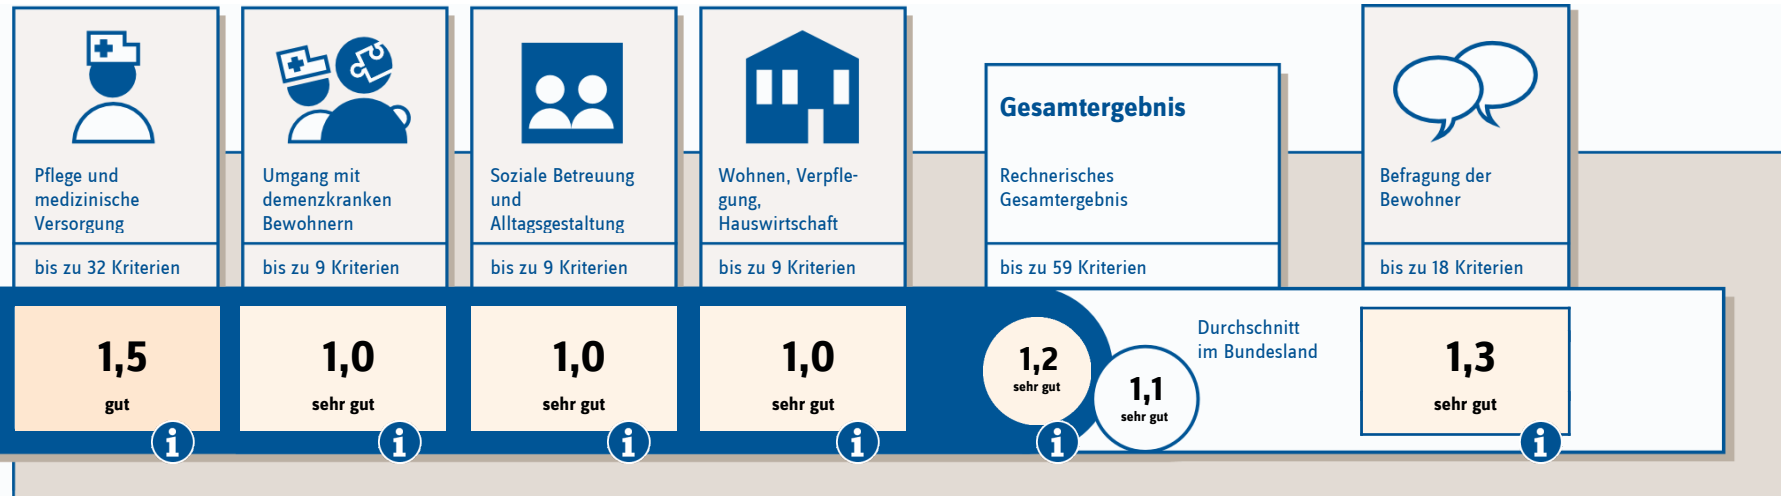 Pflege und
medizinische
Versorgung
bis zu 32 Kriterien
1,5
gut
Umgang mit
demenzkranken
Bewohnern
bis zu 9 Kriterien
1,0
sehr gut
Soziale Betreuung
und
Alltagsgestaltung
bis zu 9 Kriterien
1,0
sehr gut
Wohnen, Verpfle-
gung,
Hauswirtschaft
bis zu 9 Kriterien
1,0
sehr gut
Gesamtergebnis
Rechnerisches
Gesamtergebnis
bis zu 59 Kriterien
1,2
sehr gut
1,1
sehr gut
Durchschnitt
im Bundesland
Befragung der
Bewohner
bis zu 18 Kriterien
1,3
sehr gut